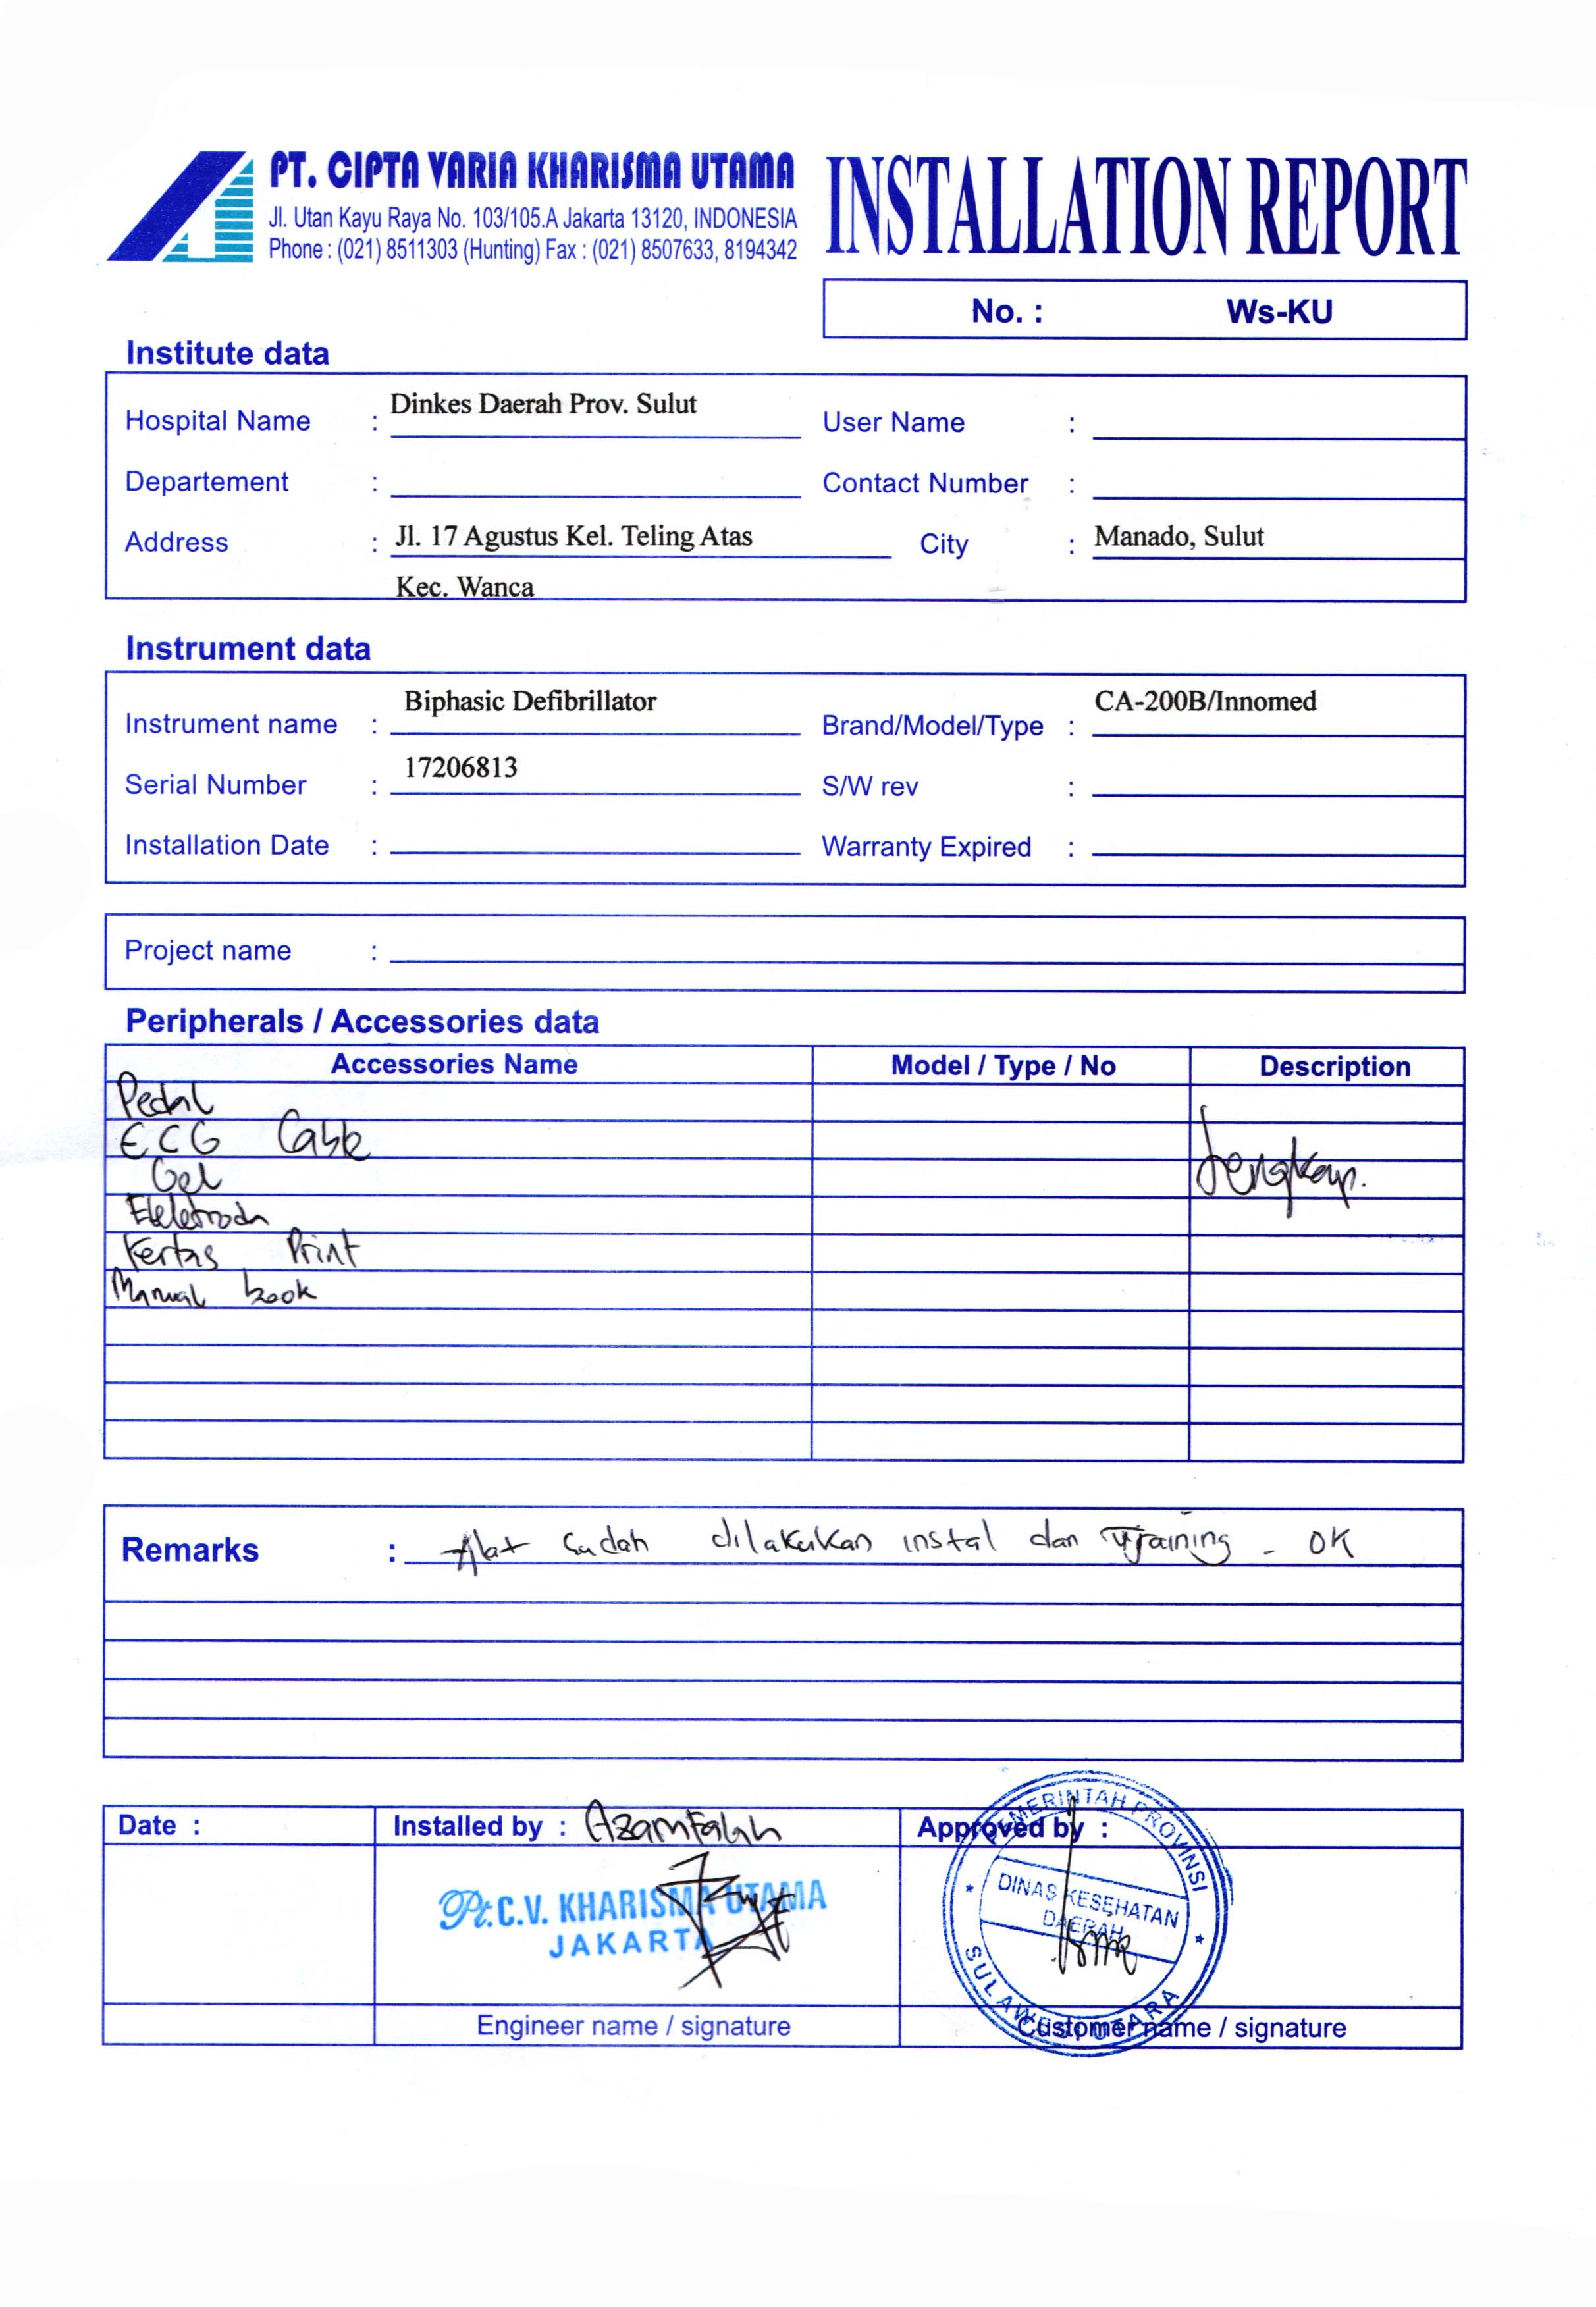 PT. CIPTA VARIA KHARISMA UTAMA
Jl. Utan Kayu Raya No. 103/105.A Jakarta 13120, INDONESIA
Phone : (021) 8511303 (Hunting) Fax : (021) 8507633, 8194342
INSTALLATION REPORT
No. : Ws-KU
Institute data
Hospital Name : Dinkes Daerah Prov. Sulut User Name :
Departement : Contact Number :
Address : Jl. 17 Agustus Kel. Teling Atas City : Manado, Sulut
Kec. Wanca
Instrument data
Instrument name : Biphasic Defibrillator Brand/Model/Type : CA-200B/Innomed
Serial Number : 17206813 S/W rev :
Installation Date : Warranty Expired :
Project name :
Peripherals / Accessories data
Accessories Name Model / Type / No Description
Pedal
ECG Cable
Gel Lengkap.
Elektroda
Kertas Print
Manual book
Remarks : Alat sudah dilakukan instal dan Training - OK
Date : Installed by : Azamfalah Approved by :
Pt. C.V. KHARISMA UTAMA
JAKARTA
PEMERINTAH PROVINSI
DINAS KESEHATAN
DAERAH
SULAWESI UTARA
Engineer name / signature Customer name / signature